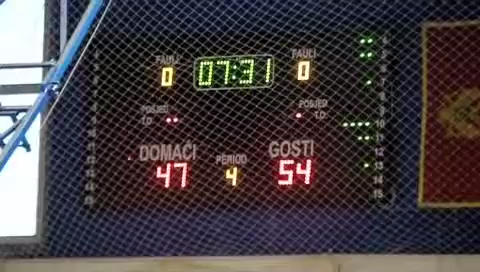 FAULI 07:31 FAULI
0 0
POSJED POSJED
T.O. T.O.
DOMAĆI PERIOD GOSTI
47 4 54